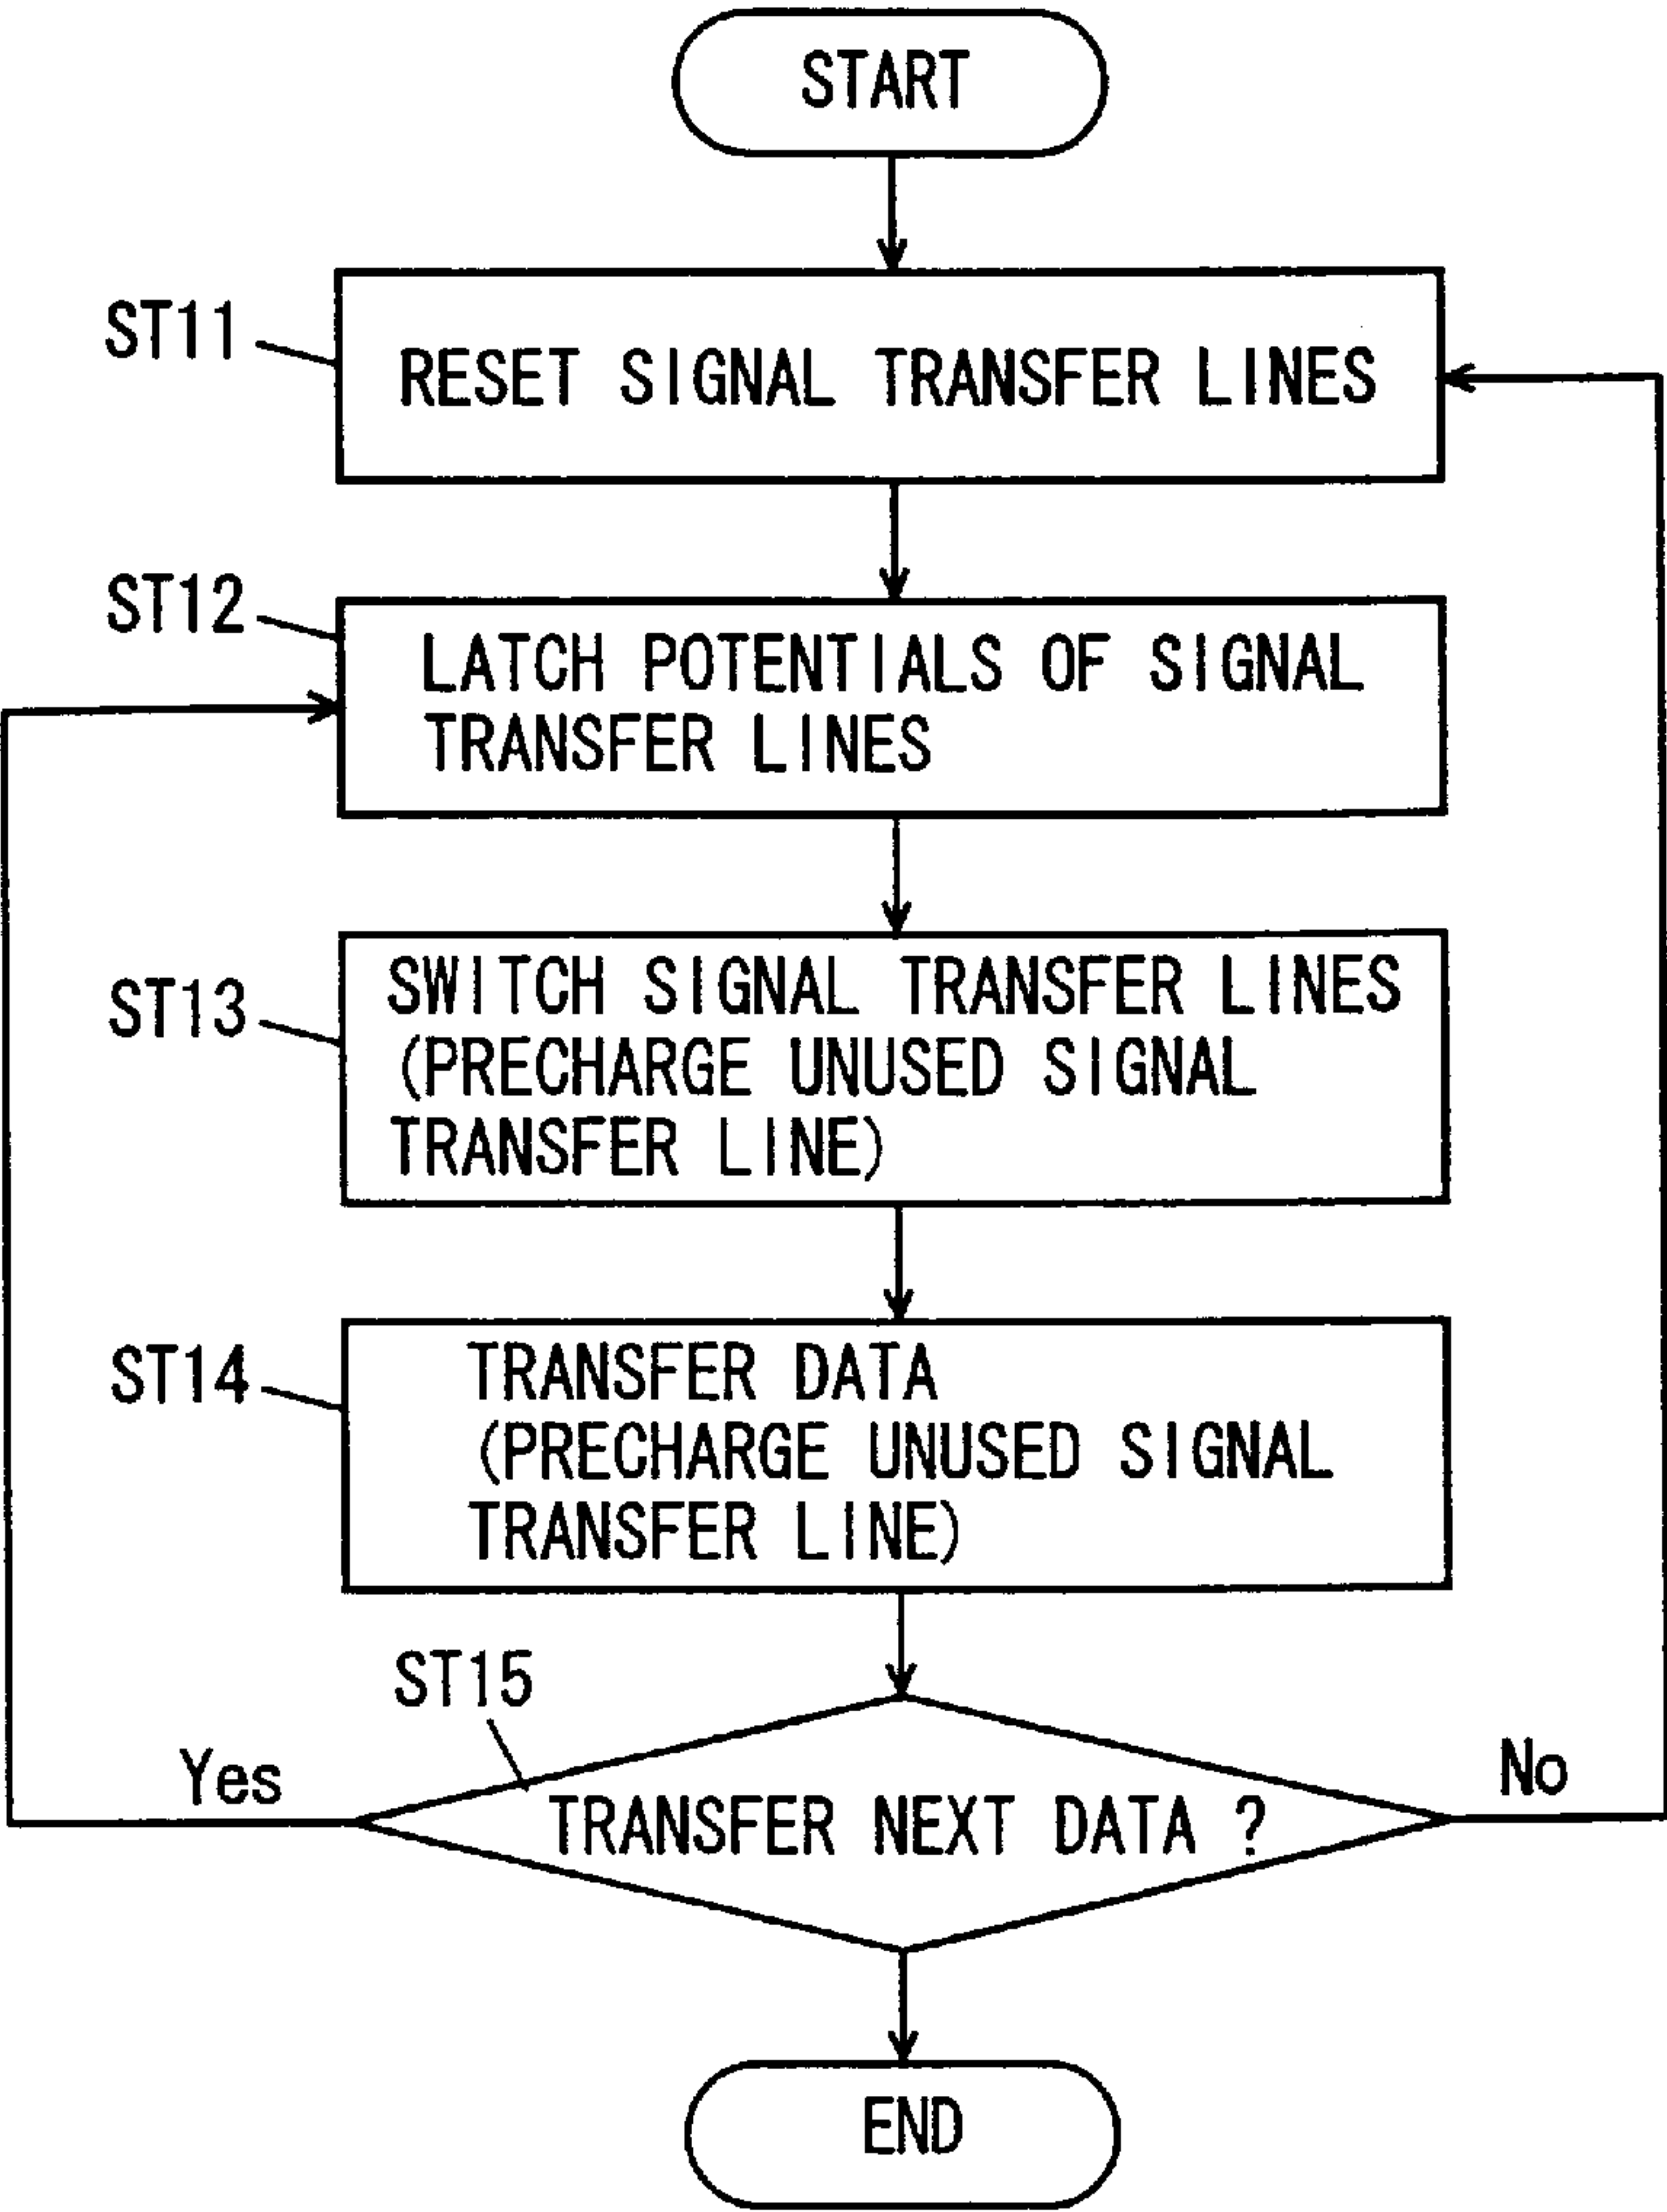 START
ST11
RESET SIGNAL TRANSFER LINES
ST12
LATCH POTENTIALS OF SIGNAL
TRANSFER LINES
ST13
SWITCH SIGNAL TRANSFER LINES
(PRECHARGE UNUSED SIGNAL
TRANSFER LINE)
ST14
TRANSFER DATA
(PRECHARGE UNUSED SIGNAL
TRANSFER LINE)
ST15
Yes
No
TRANSFER NEXT DATA ?
END